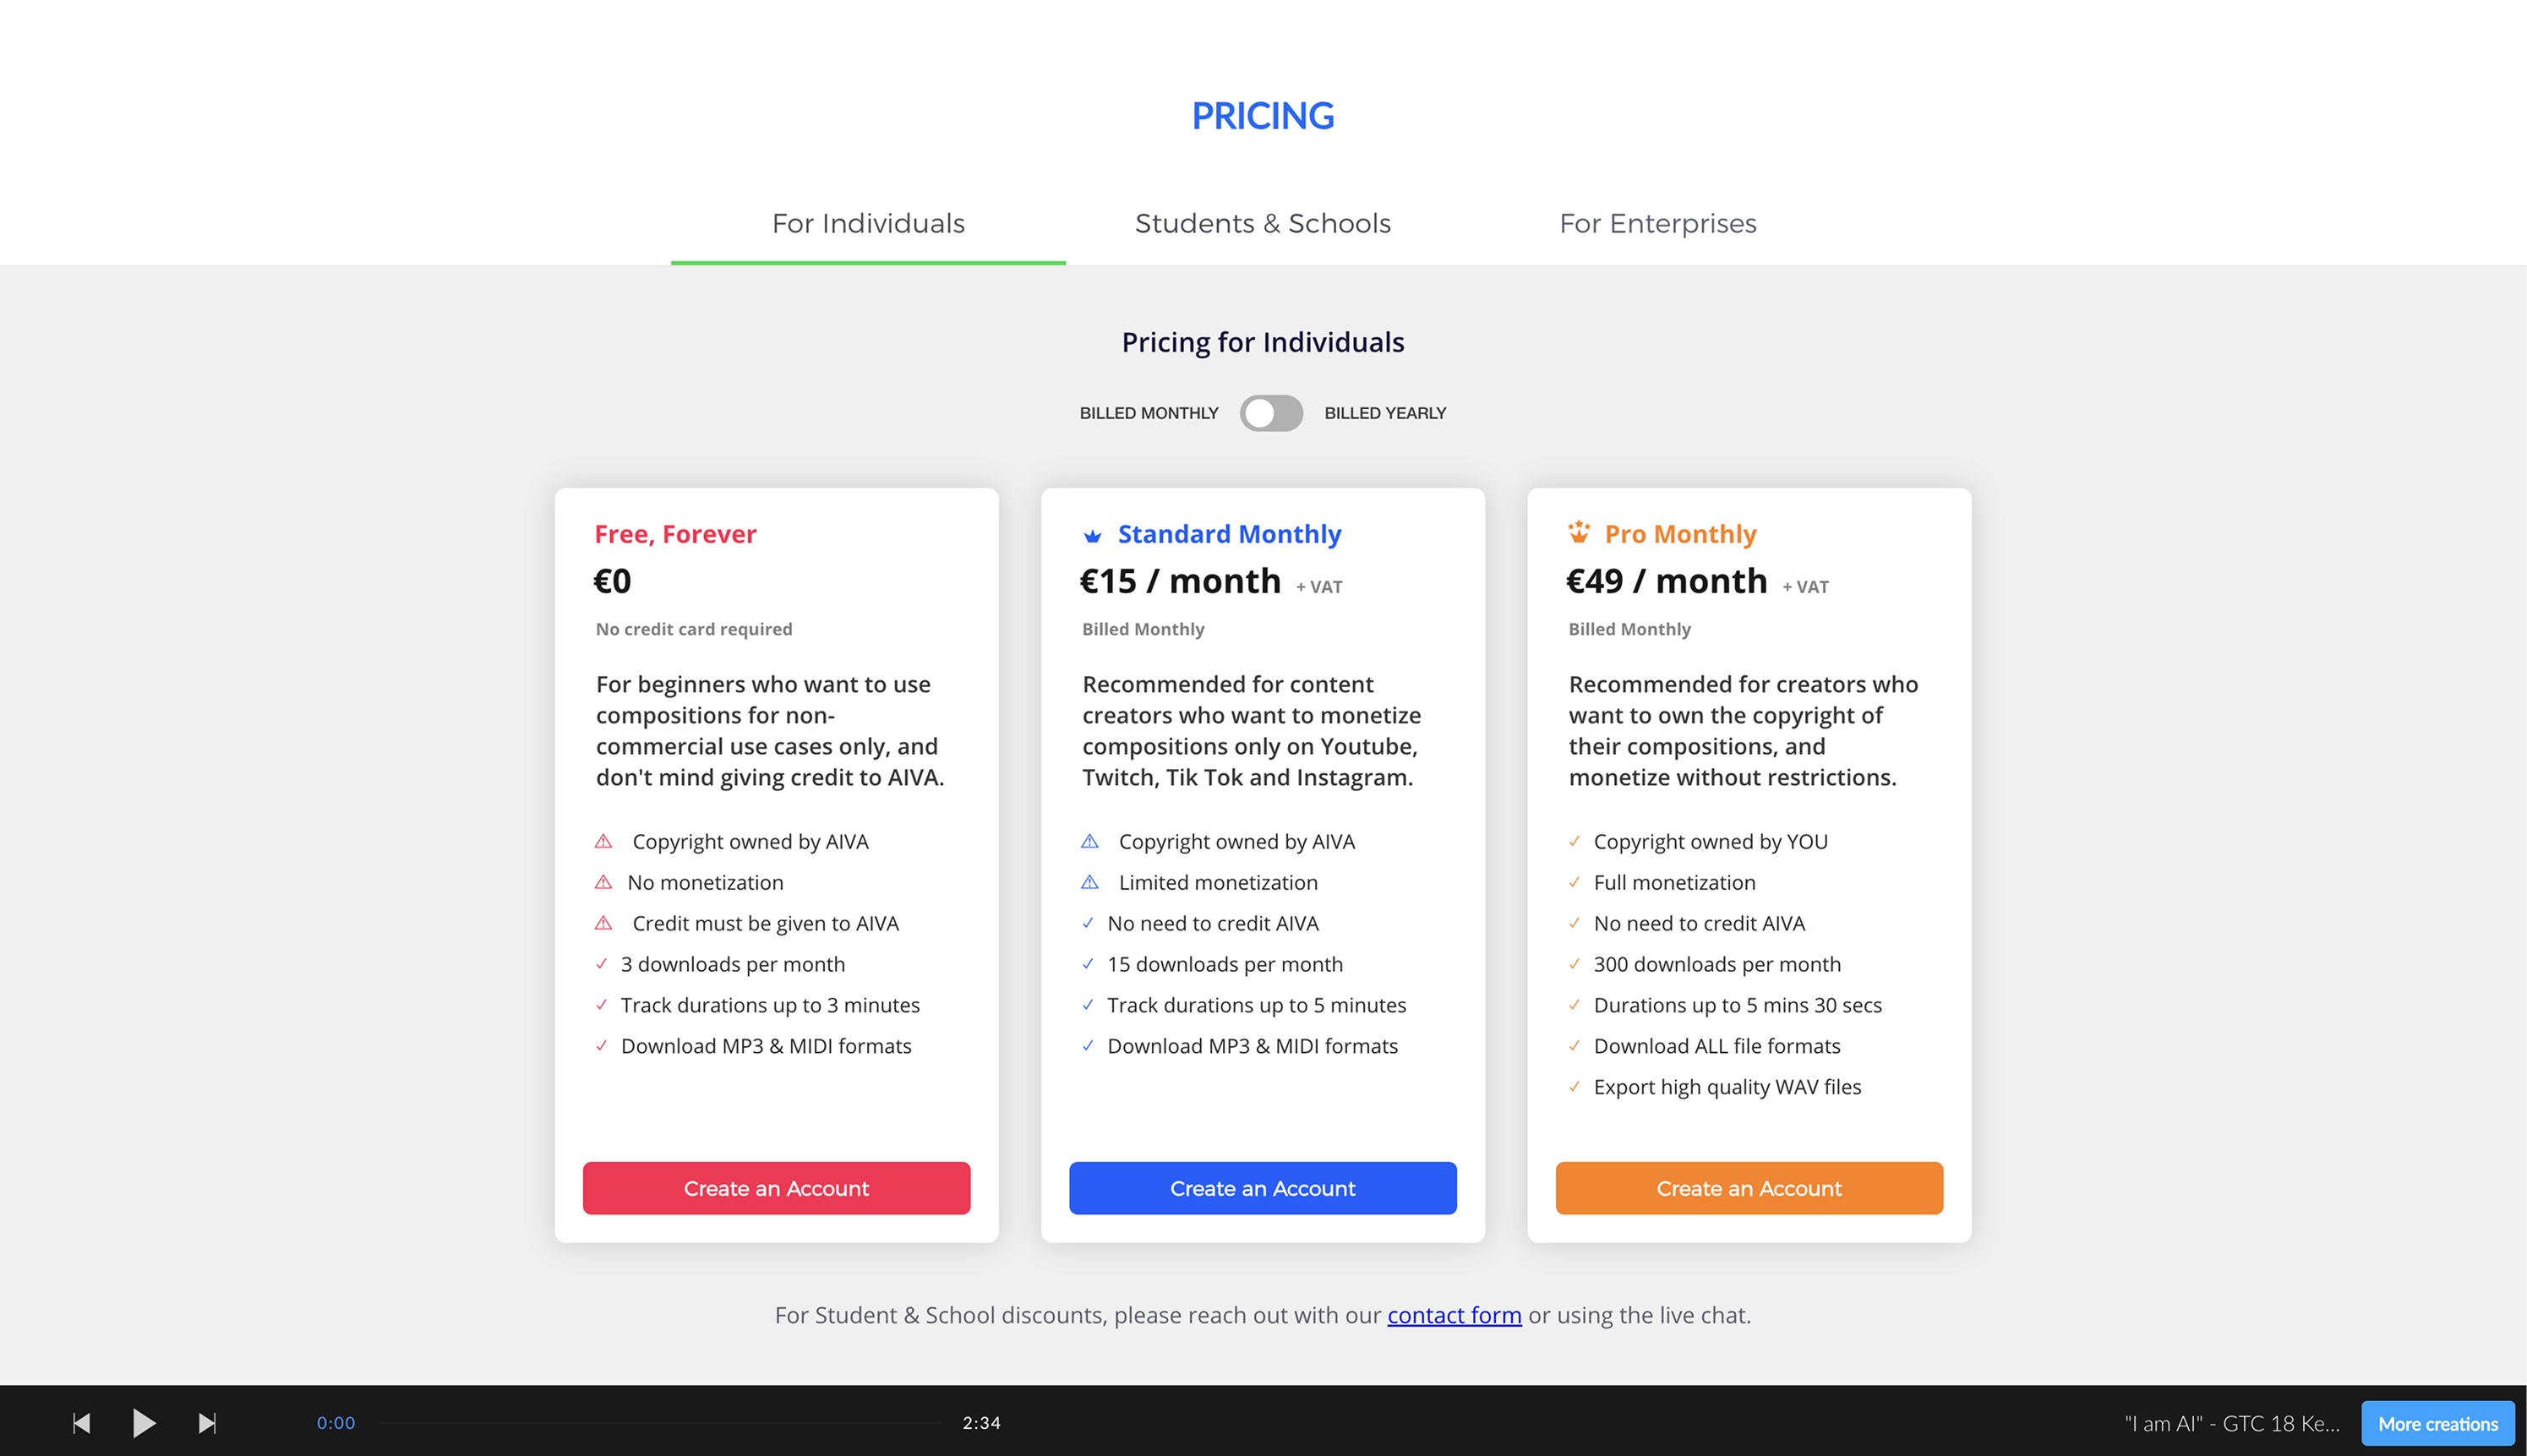 PRICING
For Individuals
Students & Schools
For Enterprises
Pricing for Individuals
BILLED MONTHLY
BILLED YEARLY
Free, Forever
€0
No credit card required
For beginners who want to use
compositions for non-
commercial use cases only, and
don't mind giving credit to AIVA.
Copyright owned by AIVA
No monetization
Credit must be given to AIVA
3 downloads per month
Track durations up to 3 minutes
Download MP3 & MIDI formats
Create an Account
Standard Monthly
€15 / month + VAT
Billed Monthly
Recommended for content
creators who want to monetize
compositions only on Youtube,
Twitch, Tik Tok and Instagram.
Copyright owned by AIVA
Limited monetization
No need to credit AIVA
15 downloads per month
Track durations up to 5 minutes
Download MP3 & MIDI formats
Create an Account
Pro Monthly
€49 / month + VAT
Billed Monthly
Recommended for creators who
want to own the copyright of
their compositions, and
monetize without restrictions.
Copyright owned by YOU
Full monetization
No need to credit AIVA
300 downloads per month
Durations up to 5 mins 30 secs
Download ALL file formats
Export high quality WAV files
Create an Account
For Student & School discounts, please reach out with our contact form or using the live chat.
0:00
2:34
"I am AI" - GTC 18 Ke...
More creations